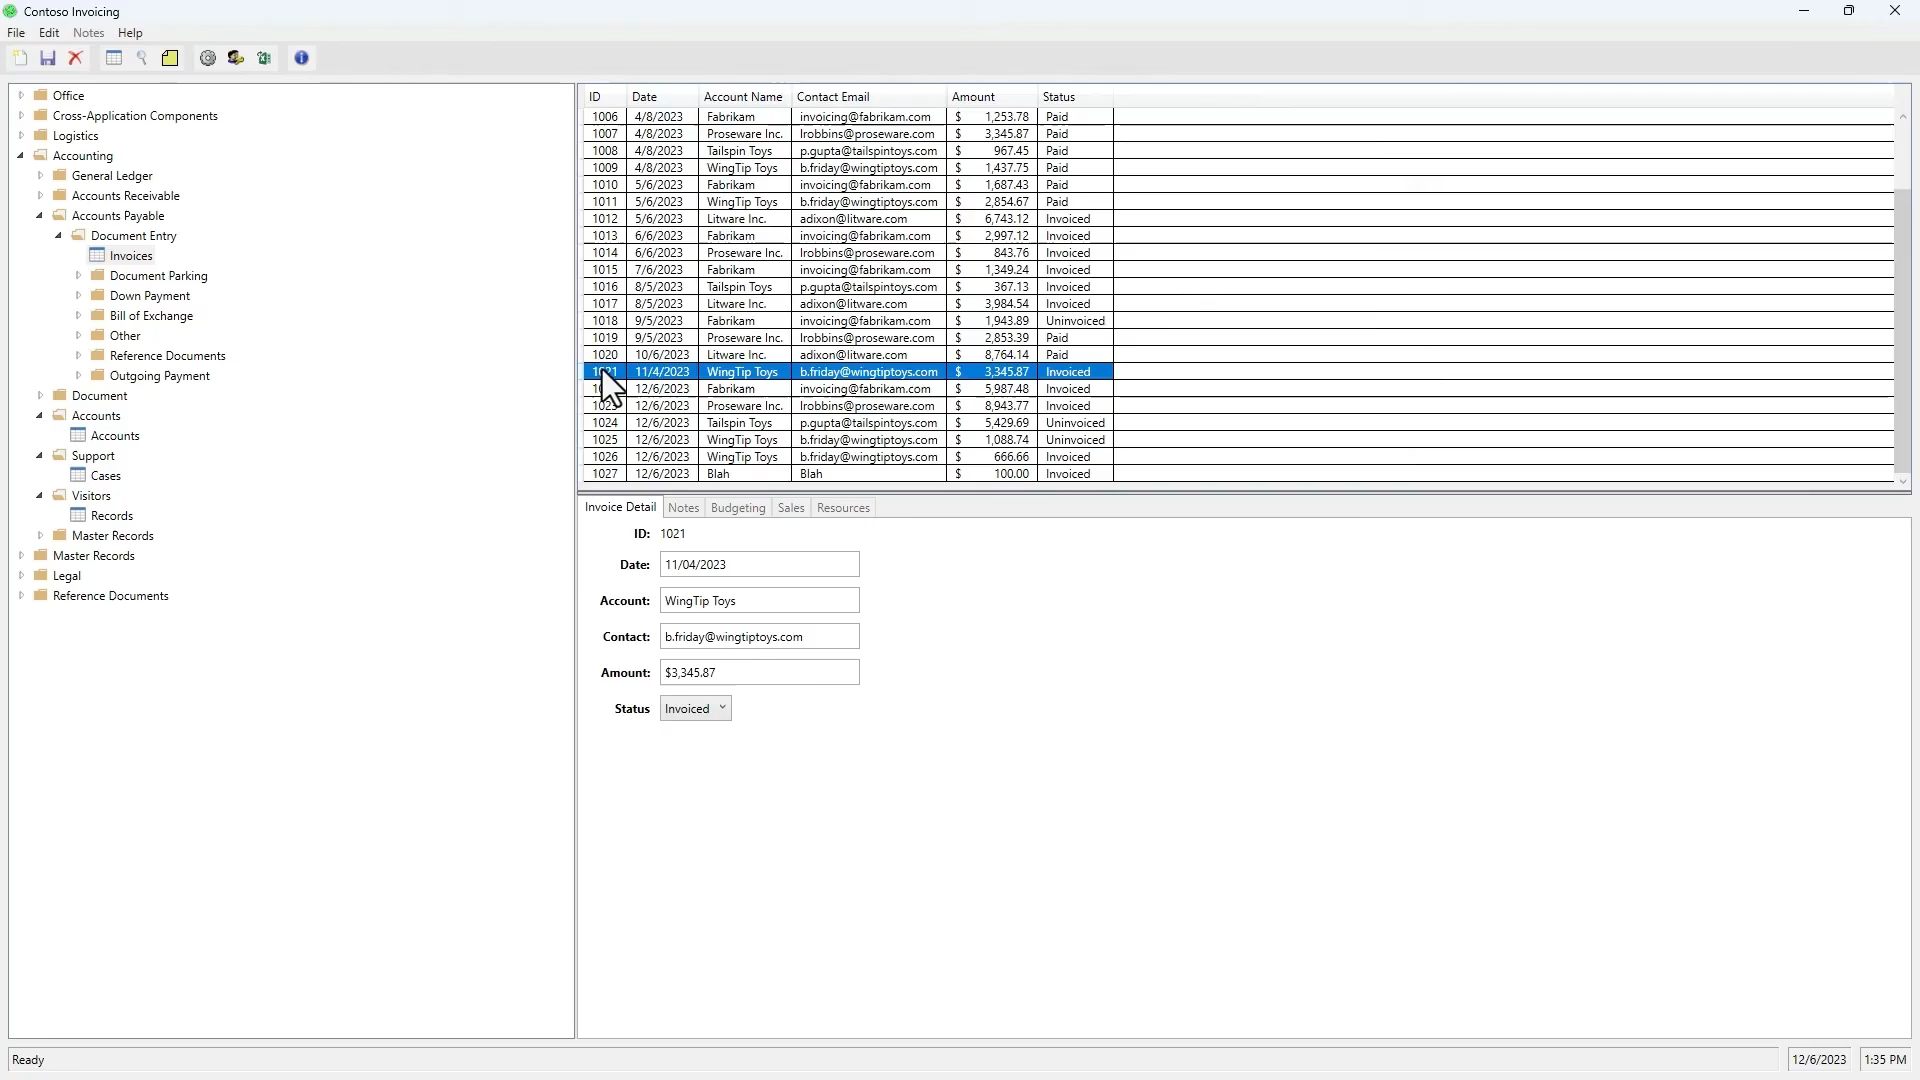 Contoso Invoicing
File Edit Notes Help
Office
Cross-Application Components
Logistics
Accounting
General Ledger
Accounts Receivable
Accounts Payable
Document Entry
Invoices
Document Parking
Down Payment
Bill of Exchange
Other
Reference Documents
Outgoing Payment
Document
Accounts
Accounts
Support
Cases
Visitors
Records
Master Records
Master Records
Legal
Reference Documents
ID Date Account Name Contact Email Amount Status
1006 4/8/2023 Fabrikam invoicing@fabrikam.com $ 1,253.78 Paid
1007 4/8/2023 Proseware Inc. lrobbins@proseware.com $ 3,345.87 Paid
1008 4/8/2023 Tailspin Toys p.gupta@tailspintoys.com $ 967.45 Paid
1009 4/8/2023 WingTip Toys b.friday@wingtiptoys.com $ 1,437.75 Paid
1010 5/6/2023 Fabrikam invoicing@fabrikam.com $ 1,687.43 Paid
1011 5/6/2023 WingTip Toys b.friday@wingtiptoys.com $ 2,854.67 Paid
1012 5/6/2023 Litware Inc. adixon@litware.com $ 6,743.12 Invoiced
1013 6/6/2023 Fabrikam invoicing@fabrikam.com $ 2,997.12 Invoiced
1014 6/6/2023 Proseware Inc. lrobbins@proseware.com $ 843.76 Invoiced
1015 7/6/2023 Fabrikam invoicing@fabrikam.com $ 1,349.24 Invoiced
1016 8/5/2023 Tailspin Toys p.gupta@tailspintoys.com $ 367.13 Invoiced
1017 8/5/2023 Litware Inc. adixon@litware.com $ 3,984.54 Invoiced
1018 9/5/2023 Fabrikam invoicing@fabrikam.com $ 1,943.89 Uninvoiced
1019 9/5/2023 Proseware Inc. lrobbins@proseware.com $ 2,853.39 Paid
1020 10/6/2023 Litware Inc. adixon@litware.com $ 8,764.14 Paid
1021 11/4/2023 WingTip Toys b.friday@wingtiptoys.com $ 3,345.87 Invoiced
12/6/2023 Fabrikam invoicing@fabrikam.com $ 5,987.48 Invoiced
1023 12/6/2023 Proseware Inc. lrobbins@proseware.com $ 8,943.77 Invoiced
1024 12/6/2023 Tailspin Toys p.gupta@tailspintoys.com $ 5,429.69 Uninvoiced
1025 12/6/2023 WingTip Toys b.friday@wingtiptoys.com $ 1,088.74 Uninvoiced
1026 12/6/2023 WingTip Toys b.friday@wingtiptoys.com $ 666.66 Invoiced
1027 12/6/2023 Blah Blah $ 100.00 Invoiced
Invoice Detail Notes Budgeting Sales Resources
ID: 1021
Date: 11/04/2023
Account: WingTip Toys
Contact: b.friday@wingtiptoys.com
Amount: $3,345.87
Status Invoiced
Ready 12/6/2023 1:35 PM